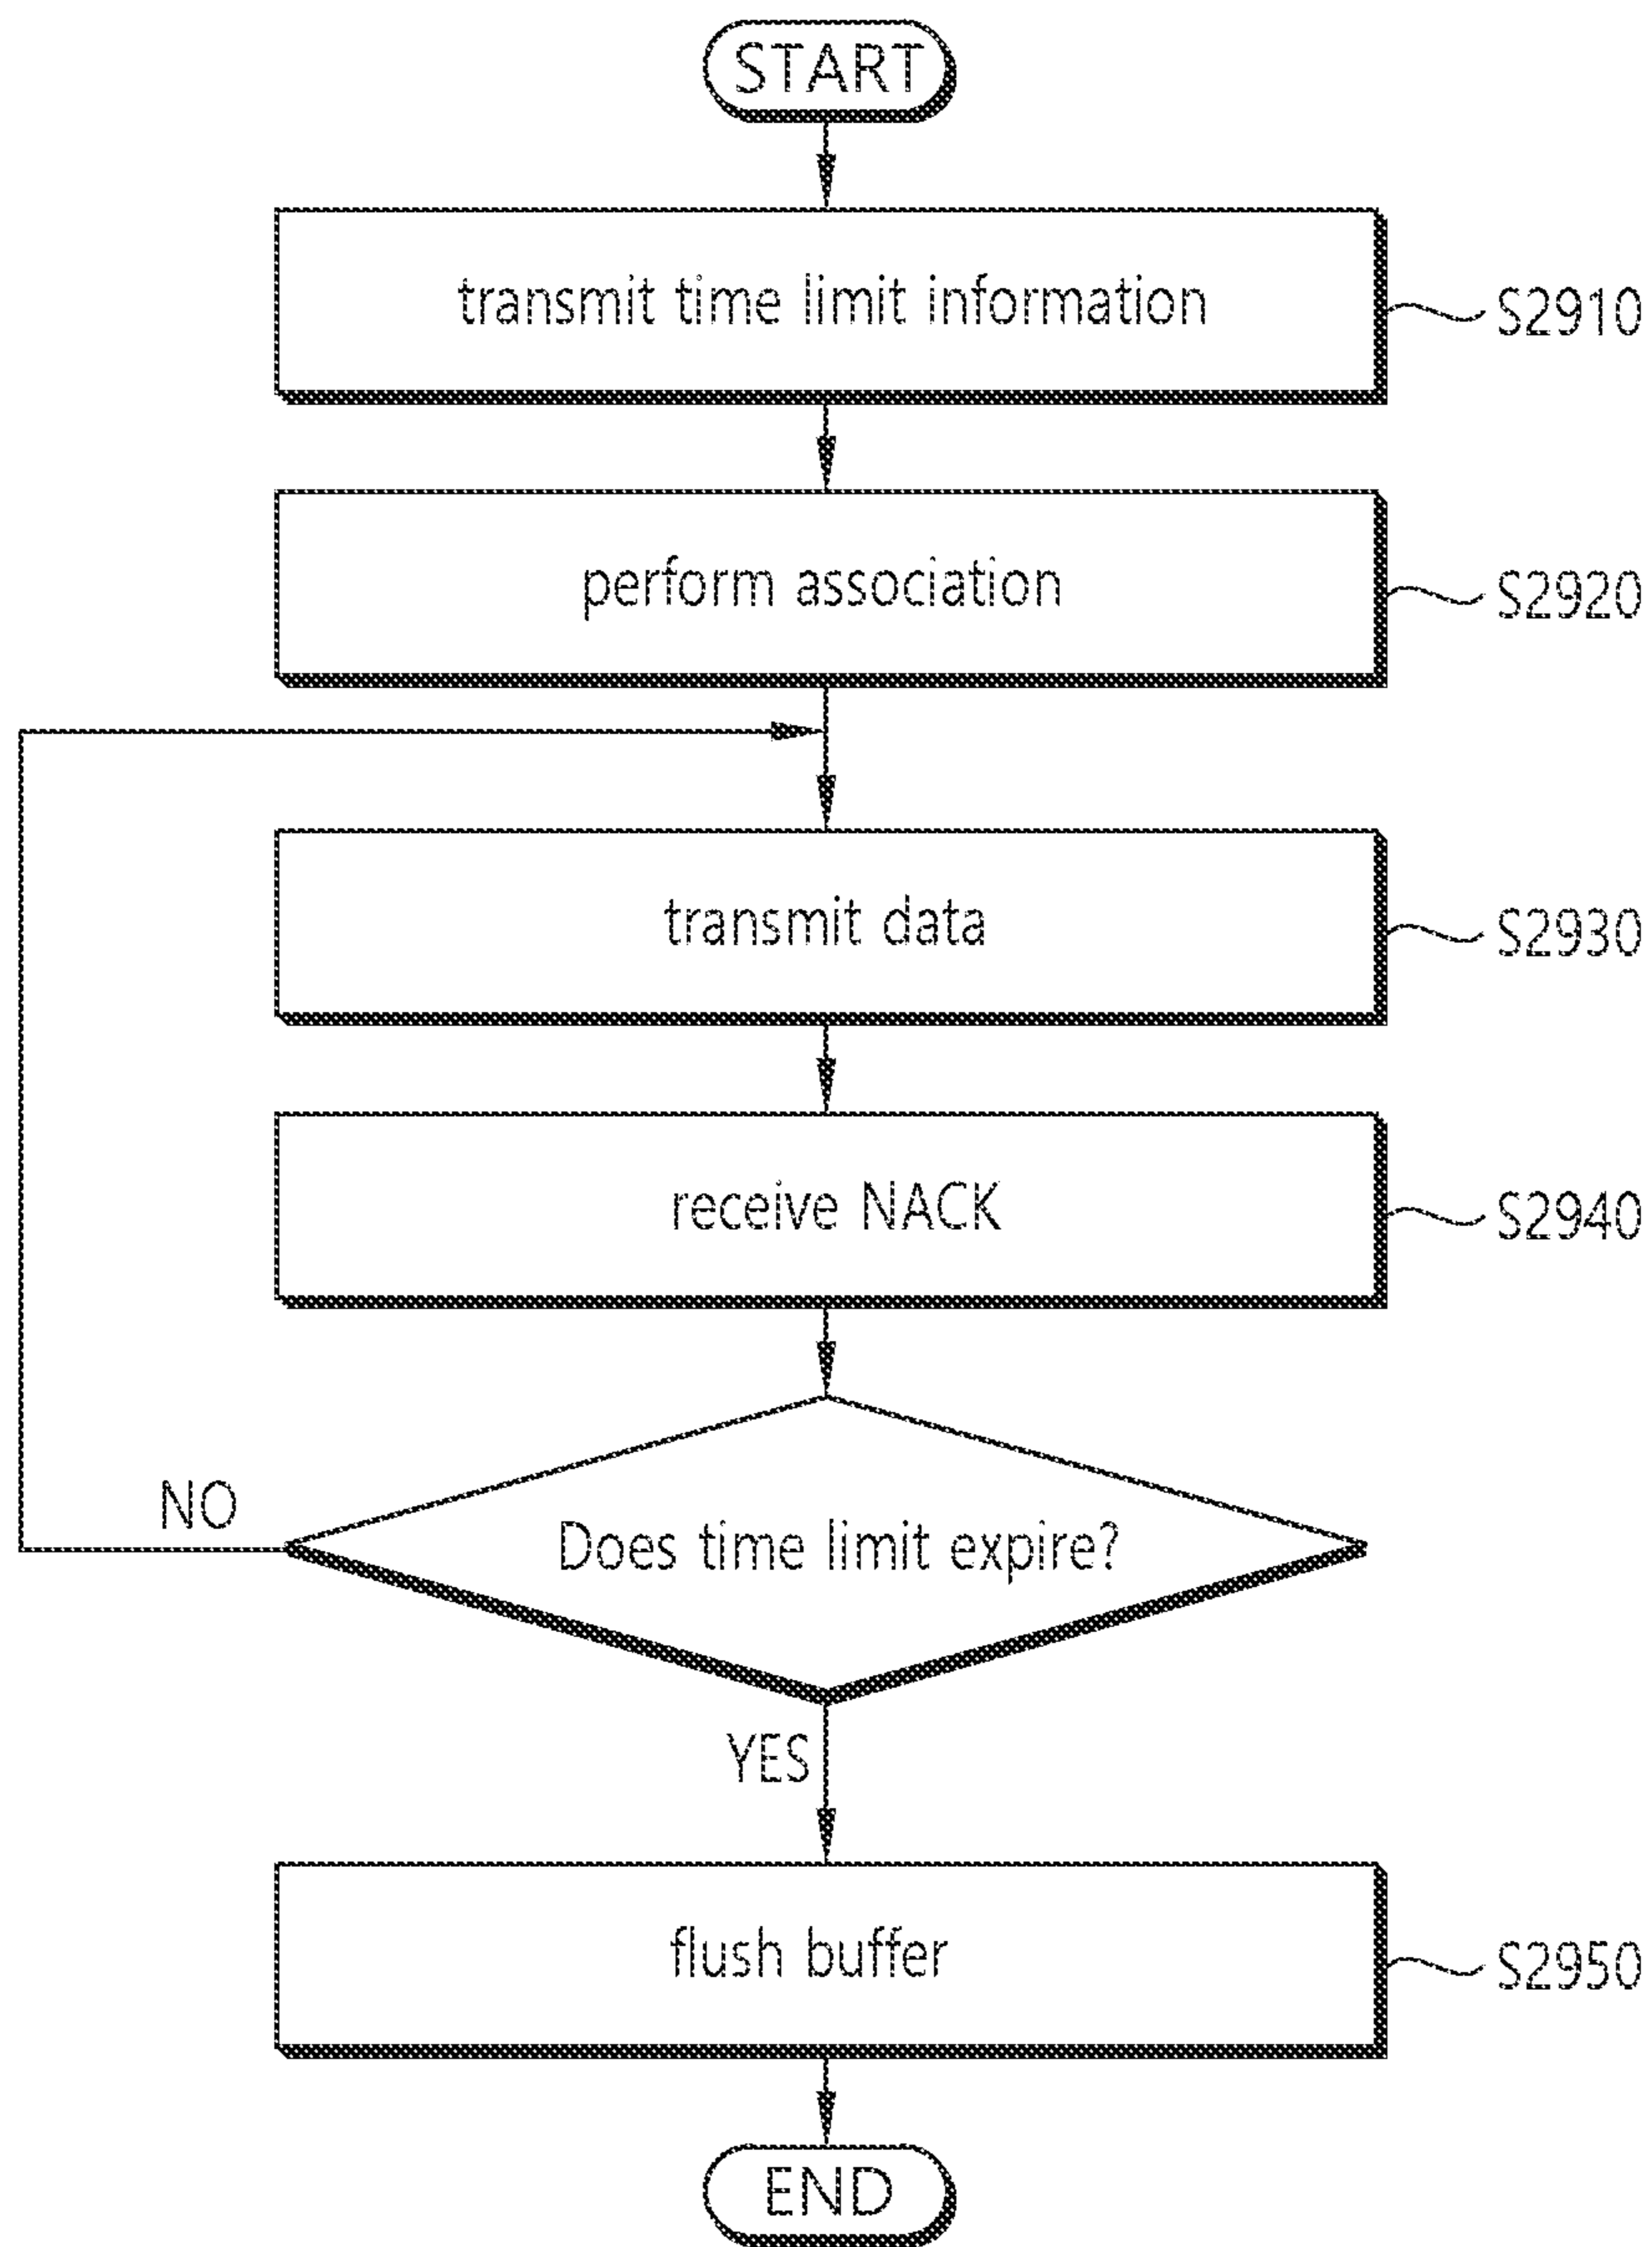 START
transmit time limit information
S2910
perform association
S2920
transmit data
S2930
receive NACK
S2940
NO
Does time limit expire?
YES
flush buffer
S2950
END